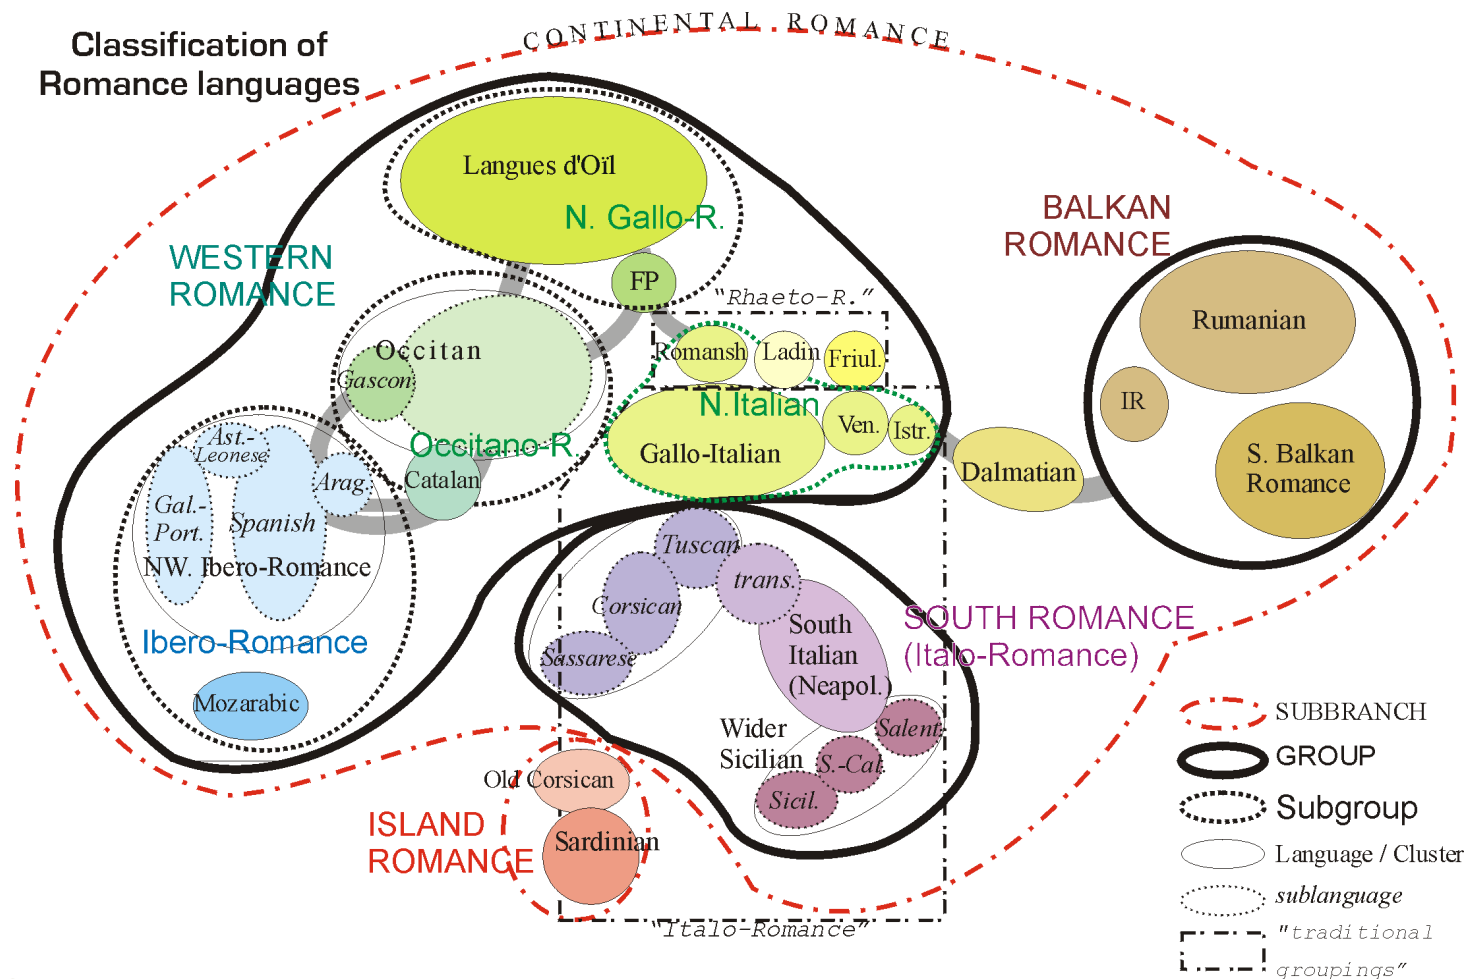 CONTINENTAL ROMANCE
Classification of
Romance languages
Langues d'Oïl
N. Gallo-R.
BALKAN
ROMANCE
WESTERN
ROMANCE
FP
"Rhaeto-R."
Rumanian
Occitan
Gascon
Romansh
Ladin
Friul.
IR
N.Italian
Ven.
Istr.
Gallo-Italian
Occitano-R.
Catalan
Dalmatian
S. Balkan
Romance
Ast.-
Leonese
Arag.
Gal.-
Port.
Spanish
NW. Ibero-Romance
Ibero-Romance
Mozarabic
Tuscan
trans.
Corsican
Sassarese
South
Italian
(Neapol.)
SOUTH ROMANCE
(Italo-Romance)
Wider
Sicilian
Salent.
S.-Cal.
Sicil.
Old Corsican
Sardinian
ISLAND
ROMANCE
"Italo-Romance"
SUBBRANCH
GROUP
Subgroup
Language / Cluster
sublanguage
"traditional
groupings"